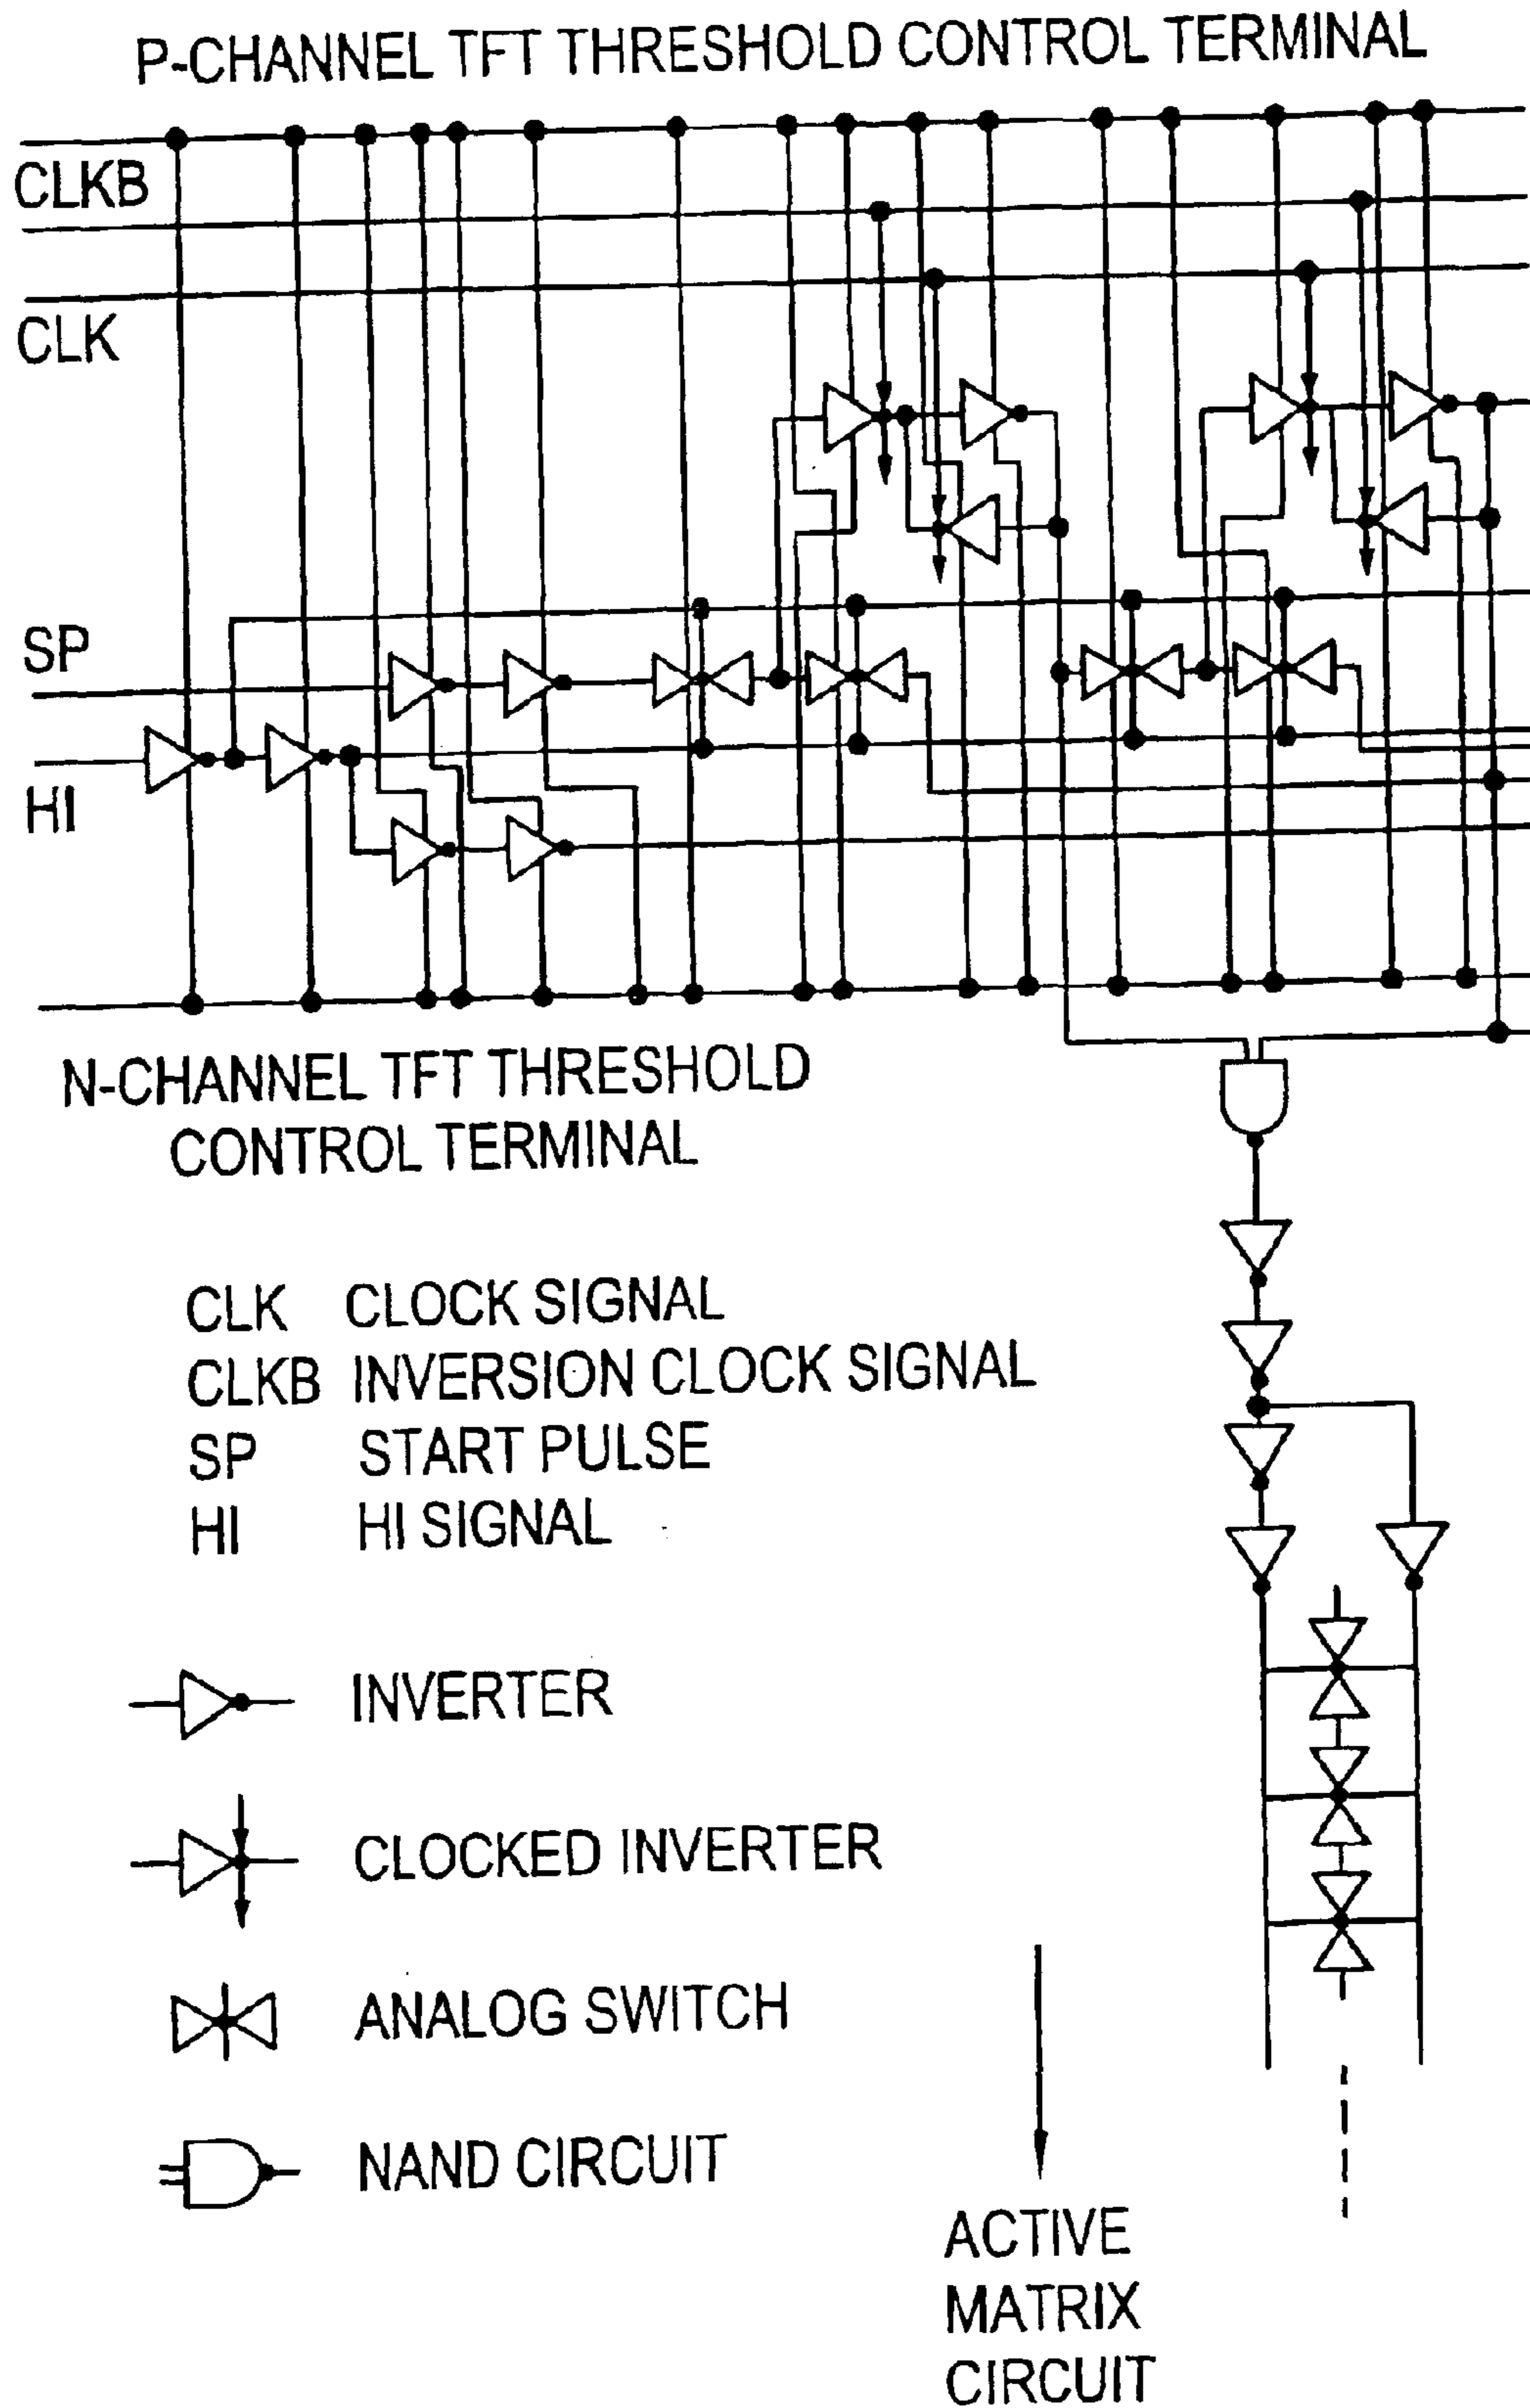 P-CHANNEL TFT THRESHOLD CONTROL TERMINAL
CLKB
CLK
SP
HI
N-CHANNEL TFT THRESHOLD
CONTROL TERMINAL
CLK CLOCK SIGNAL
CLKB INVERSION CLOCK SIGNAL
SP START PULSE
HI HI SIGNAL
INVERTER
CLOCKED INVERTER
ANALOG SWITCH
NAND CIRCUIT
ACTIVE
MATRIX
CIRCUIT